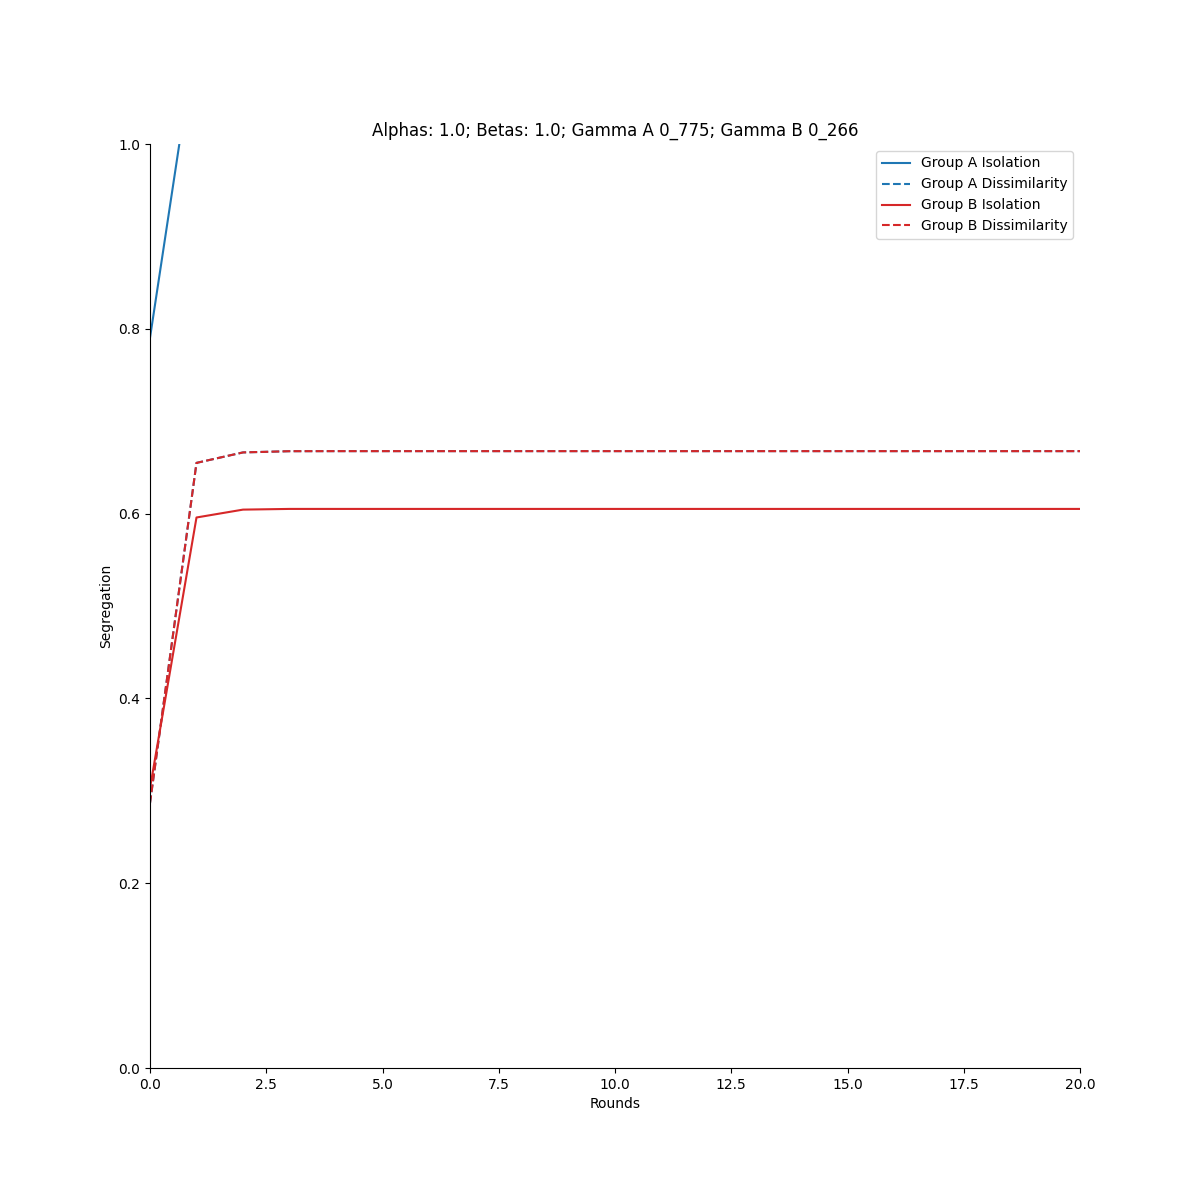 Alphas: 1.0; Betas: 1.0; Gamma A 0_775; Gamma B 0_266
Group A Isolation
Group A Dissimilarity
Group B Isolation
Group B Dissimilarity
Segregation
1.0
0.8
0.6
0.4
0.2
0.0
0.0 2.5 5.0 7.5 10.0 12.5 15.0 17.5 20.0
Rounds